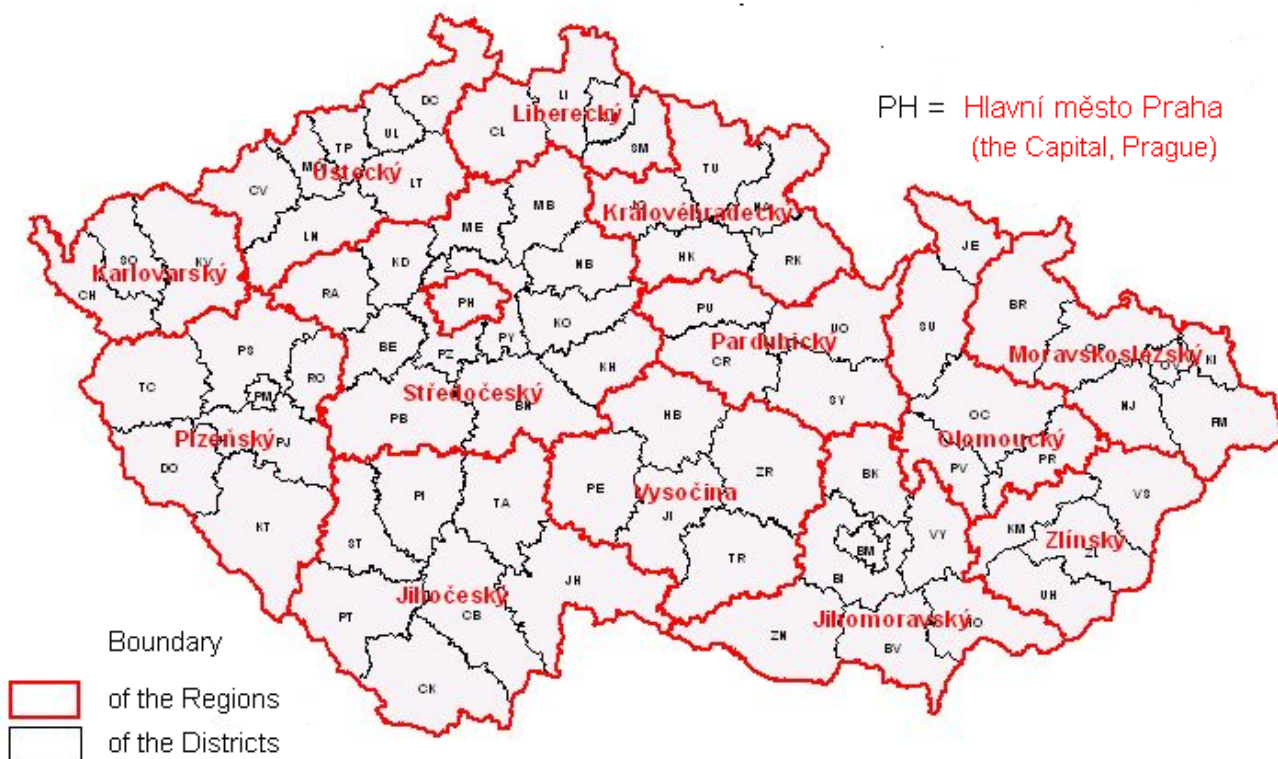 PH = Hlavní město Praha
(the Capital, Prague)
DC
LI
Liberecký
UL
CL
TP
SM
TU
Ústecký
CV
LT
MB
Královéhradecký
ME
LN
JE
SO
KV
KD
NB
HK
RK
Karlovarský
CH
RA
PH
PU
SU
BR
KO
UO
PS
BE
PZ
PY
Pardubický
Moravskoslezský
KI
RO
KH
CR
TC
PM
Středočeský
PB
BN
HB
SY
OC
NJ
FM
Plzeňský
PJ
Olomoucký
DO
PV
PR
PE
Vysočina
ZR
BK
VS
PI
TA
JI
KT
ST
TR
BM
VY
KM
Zlínský
BI
JH
UH
Jihočeský
PT
CB
Jihomoravský
ZN
BV
CK
Boundary
of the Regions
of the Districts